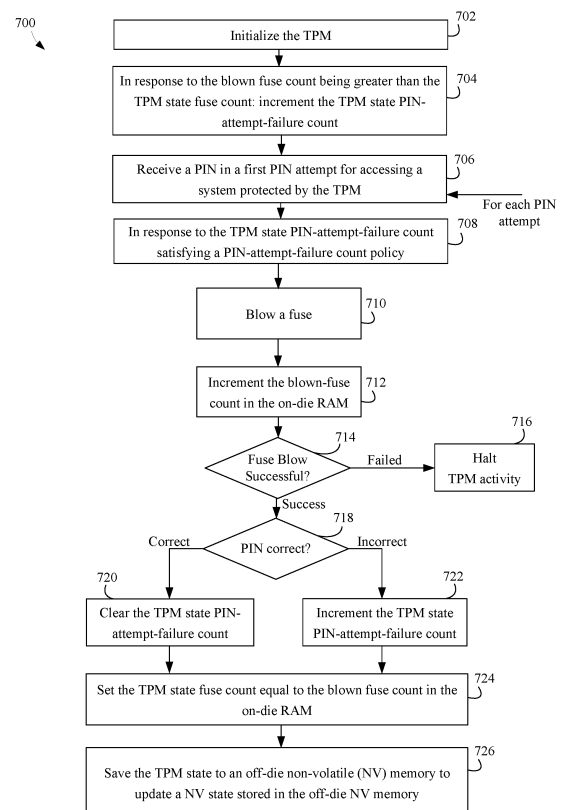 700
702
Initialize the TPM
In response to the blown fuse count being greater than the
TPM state fuse count: increment the TPM state PIN-
attempt-failure count
704
Receive a PIN in a first PIN attempt for accessing a
system protected by the TPM
706
For each PIN
attempt
In response to the TPM state PIN-attempt-failure count
satisfying a PIN-attempt-failure count policy
708
Blow a fuse
710
Increment the blown-fuse
count in the on-die RAM
712
714
Fuse Blow
Successful?
Failed
716
Halt
TPM activity
Success
718
PIN correct?
Correct
Incorrect
720
Clear the TPM state PIN-
attempt-failure count
722
Increment the TPM state
PIN-attempt-failure count
Set the TPM state fuse count equal to the blown fuse count in the
on-die RAM
724
Save the TPM state to an off-die non-volatile (NV) memory to
update a NV state stored in the off-die NV memory
726